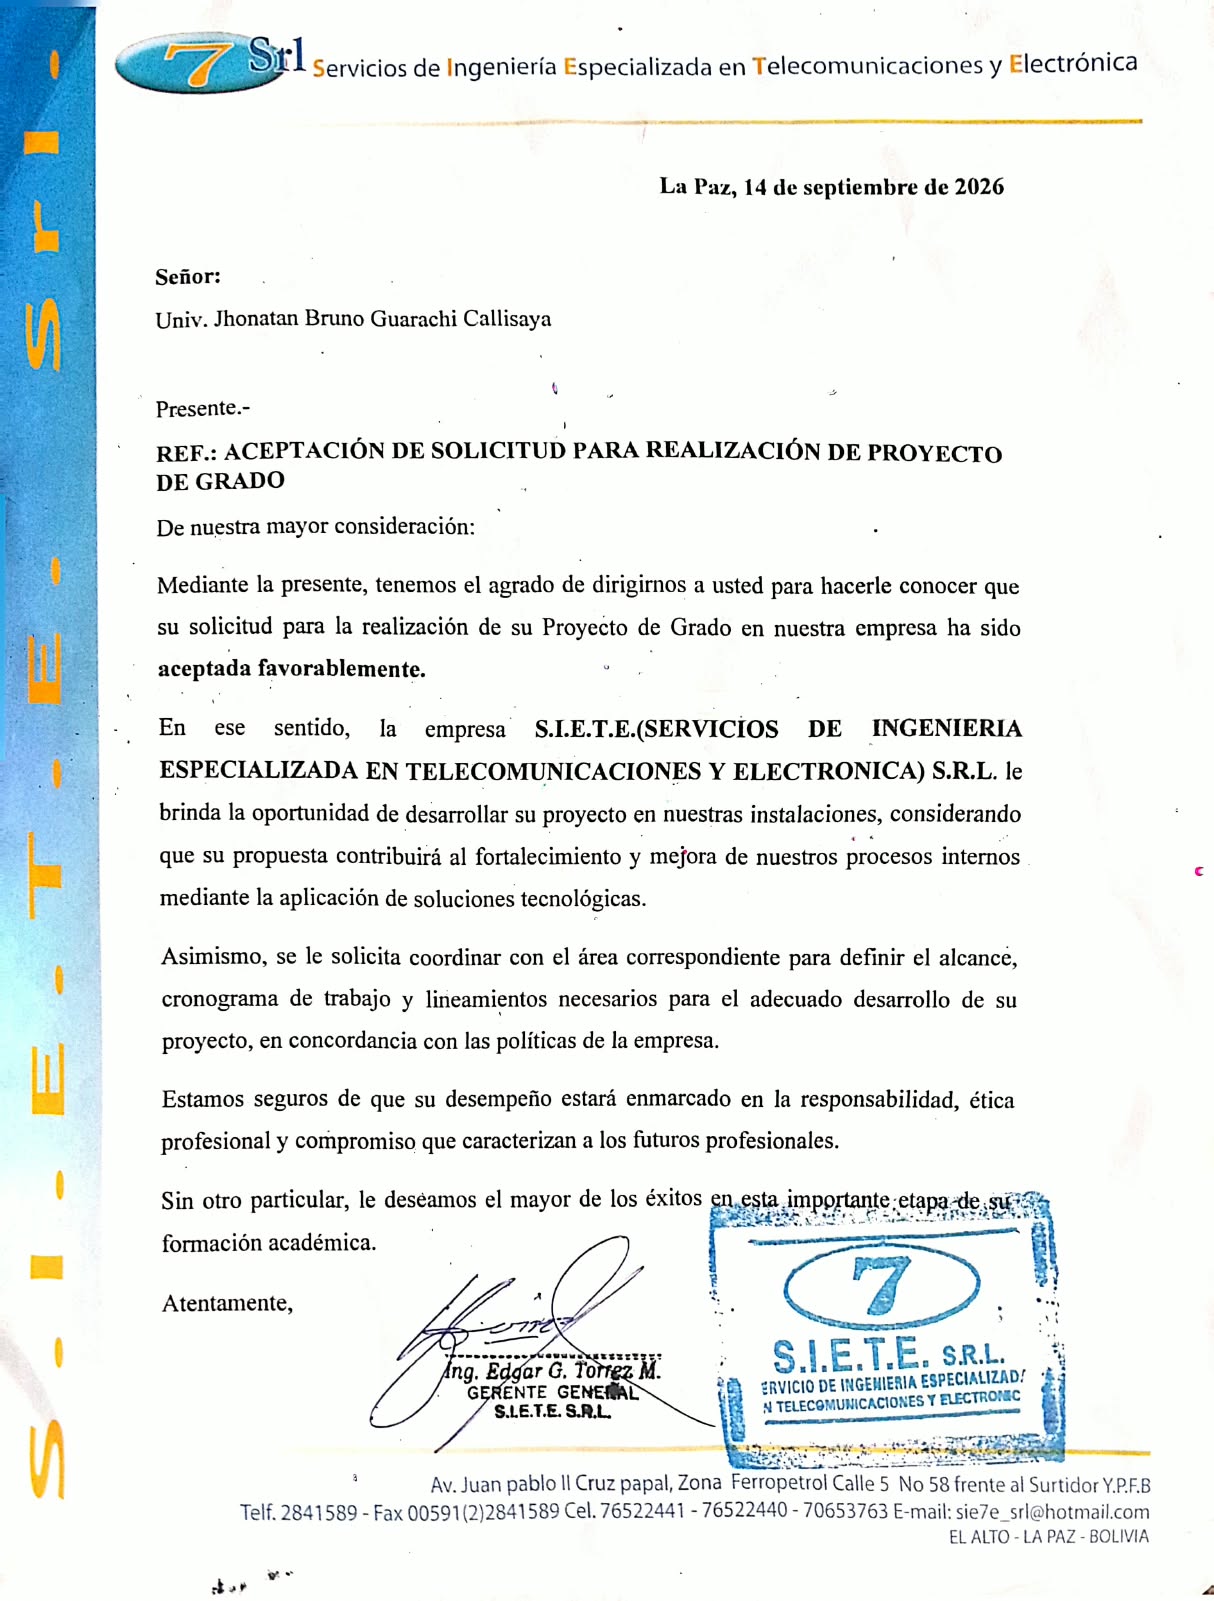 7 Srl Servicios de Ingeniería Especializada en Telecomunicaciones y Electrónica
S.I.E.T.E. Srl.
La Paz, 14 de septiembre de 2026
Señor:
Univ. Jhonatan Bruno Guarachi Callisaya
Presente.-
REF.: ACEPTACIÓN DE SOLICITUD PARA REALIZACIÓN DE PROYECTO
DE GRADO
De nuestra mayor consideración:
Mediante la presente, tenemos el agrado de dirigirnos a usted para hacerle conocer que
su solicitud para la realización de su Proyecto de Grado en nuestra empresa ha sido
aceptada favorablemente.
En ese sentido, la empresa S.I.E.T.E.(SERVICIOS DE INGENIERIA
ESPECIALIZADA EN TELECOMUNICACIONES Y ELECTRONICA) S.R.L. le
brinda la oportunidad de desarrollar su proyecto en nuestras instalaciones, considerando
que su propuesta contribuirá al fortalecimiento y mejora de nuestros procesos internos
mediante la aplicación de soluciones tecnológicas.
Asimismo, se le solicita coordinar con el área correspondiente para definir el alcance,
cronograma de trabajo y lineamientos necesarios para el adecuado desarrollo de su
proyecto, en concordancia con las políticas de la empresa.
Estamos seguros de que su desempeño estará enmarcado en la responsabilidad, ética
profesional y compromiso que caracterizan a los futuros profesionales.
Sin otro particular, le deseamos el mayor de los éxitos en esta importante etapa de su
formación académica.
Atentamente,
Ing. Edgar G. Torrez M.
GERENTE GENERAL
S.I.E.T.E. S.R.L.
7
S.I.E.T.E. S.R.L.
ERVICIO DE INGENIERIA ESPECIALIZAD
N TELECOMUNICACIONES Y ELECTRONIC
Av. Juan pablo II Cruz papal, Zona Ferropetrol Calle 5 No 58 frente al Surtidor Y.P.F.B
Telf. 2841589 - Fax 00591(2)2841589 Cel. 76522441 - 76522440 - 70653763 E-mail: sie7e_srl@hotmail.com
EL ALTO - LA PAZ - BOLIVIA